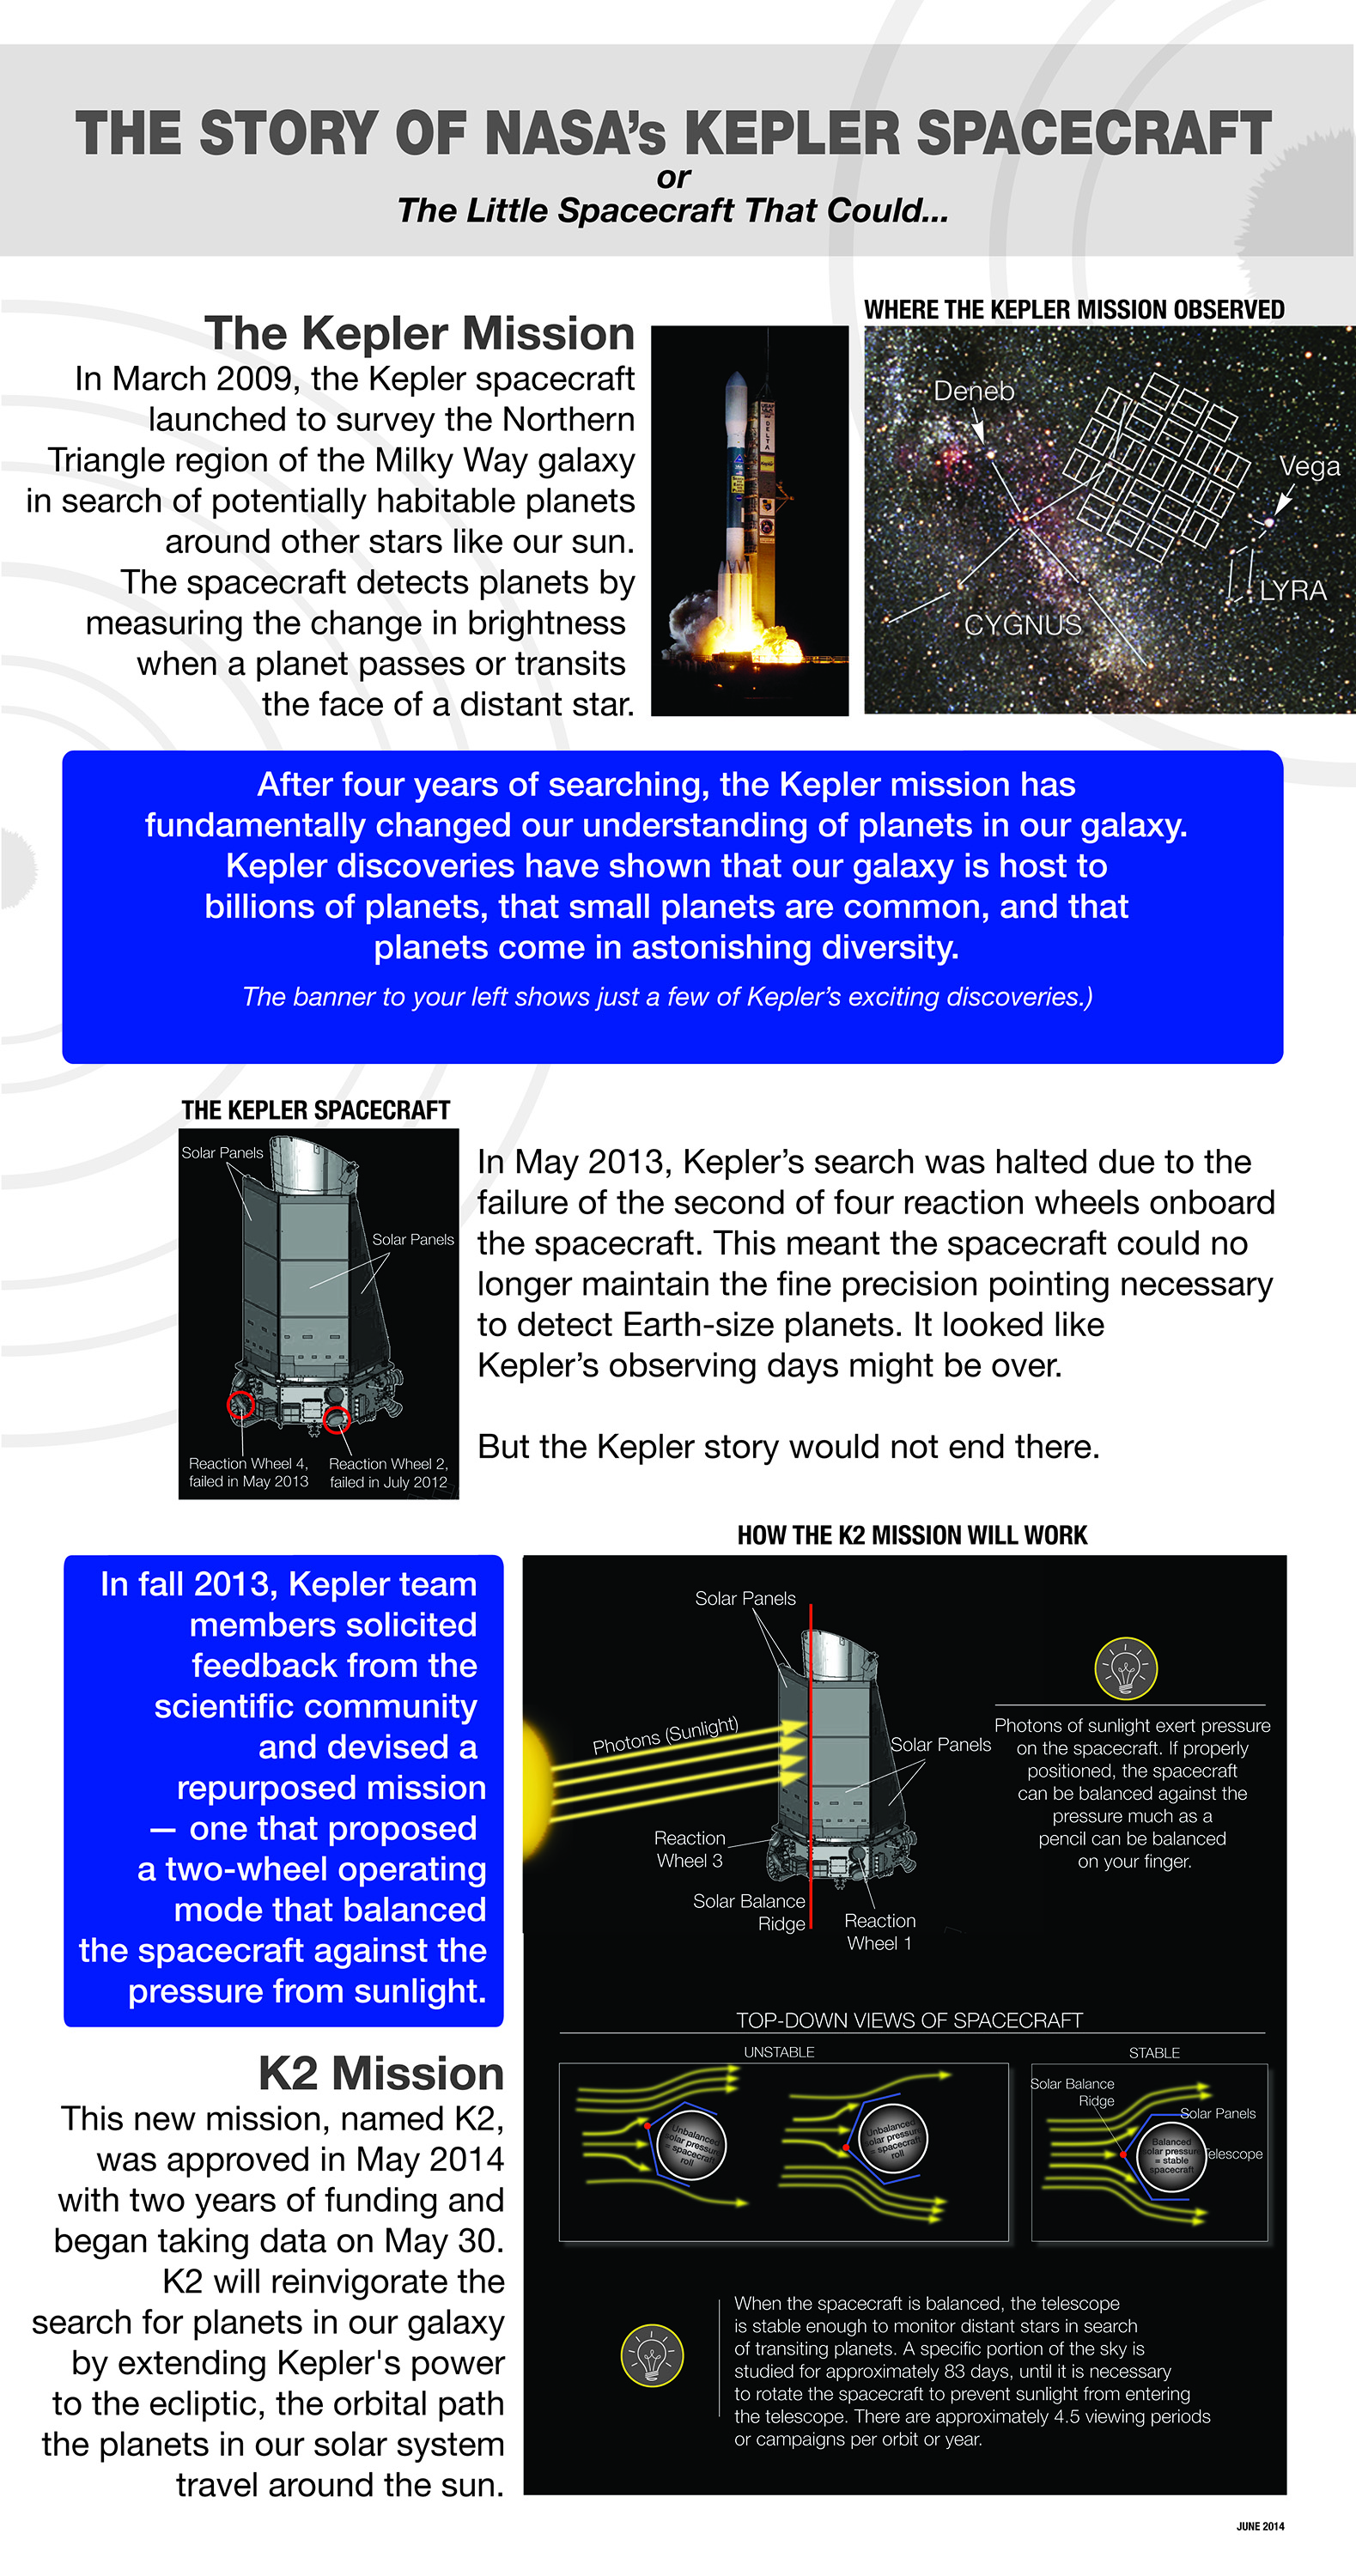 THE STORY OF NASA's KEPLER SPACECRAFT
or
The Little Spacecraft That Could...
The Kepler Mission
In March 2009, the Kepler spacecraft
launched to survey the Northern
Triangle region of the Milky Way galaxy
in search of potentially habitable planets
around other stars like our sun.
The spacecraft detects planets by
measuring the change in brightness
when a planet passes or transits
the face of a distant star.
DELTA
WHERE THE KEPLER MISSION OBSERVED
Deneb
Vega
LYRA
CYGNUS
After four years of searching, the Kepler mission has
fundamentally changed our understanding of planets in our galaxy.
Kepler discoveries have shown that our galaxy is host to
billions of planets, that small planets are common, and that
planets come in astonishing diversity.
The banner to your left shows just a few of Kepler's exciting discoveries.)
THE KEPLER SPACECRAFT
Solar Panels
Solar Panels
Reaction Wheel 4,
failed in May 2013
Reaction Wheel 2,
failed in July 2012
In May 2013, Kepler's search was halted due to the
failure of the second of four reaction wheels onboard
the spacecraft. This meant the spacecraft could no
longer maintain the fine precision pointing necessary
to detect Earth-size planets. It looked like
Kepler's observing days might be over.
But the Kepler story would not end there.
In fall 2013, Kepler team
members solicited
feedback from the
scientific community
and devised a
repurposed mission
— one that proposed
a two-wheel operating
mode that balanced
the spacecraft against the
pressure from sunlight.
K2 Mission
This new mission, named K2,
was approved in May 2014
with two years of funding and
began taking data on May 30.
K2 will reinvigorate the
search for planets in our galaxy
by extending Kepler's power
to the ecliptic, the orbital path
the planets in our solar system
travel around the sun.
HOW THE K2 MISSION WILL WORK
Solar Panels
Photons (Sunlight)
Solar Panels
Reaction
Wheel 3
Solar Balance
Ridge
Reaction
Wheel 1
Photons of sunlight exert pressure
on the spacecraft. If properly
positioned, the spacecraft
can be balanced against the
pressure much as a
pencil can be balanced
on your finger.
TOP-DOWN VIEWS OF SPACECRAFT
UNSTABLE
Unbalanced
solar pressure
= spacecraft
roll
Unbalanced
solar pressure
= spacecraft
roll
STABLE
Solar Balance
Ridge
Solar Panels
Telescope
Balanced
solar pressure
= stable
spacecraft
When the spacecraft is balanced, the telescope
is stable enough to monitor distant stars in search
of transiting planets. A specific portion of the sky is
studied for approximately 83 days, until it is necessary
to rotate the spacecraft to prevent sunlight from entering
the telescope. There are approximately 4.5 viewing periods
or campaigns per orbit or year.
JUNE 2014